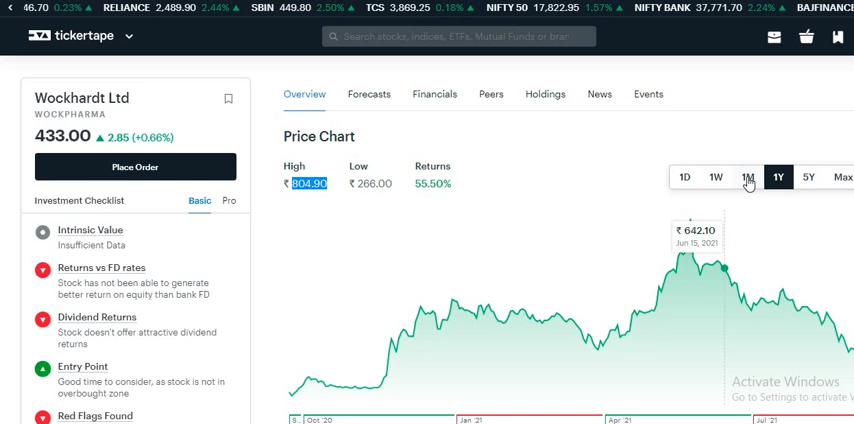 46.70 0.23% ▲ RELIANCE 2,489.90 2.44% ▲ SBIN 449.80 2.50% ▲ TCS 3,869.25 0.18% ▲ NIFTY 50 17,822.95 1.57% ▲ NIFTY BANK 37,771.70 2.24% ▲ BAJFINANCE
tickertape
Search stocks, indices, ETFs, Mutual Funds or bran
Wockhardt Ltd
WOCKPHARMA
433.00 ▲ 2.85 (+0.66%)
Place Order
Investment Checklist Basic Pro
Intrinsic Value
Insufficient Data
Returns vs FD rates
Stock has not been able to generate
better return on equity than bank FD
Dividend Returns
Stock doesn't offer attractive dividend
returns
Entry Point
Good time to consider, as stock is not in
overbought zone
Red Flags Found
Overview Forecasts Financials Peers Holdings News Events
Price Chart
High Low Returns
₹ 804.90 ₹ 266.00 55.50%
1D 1W 1M 1Y 5Y Max
₹ 642.10
Jun 15, 2021
S.. Oct '20 Jan '21 Apr '21 Jul '21
Activate Windows
Go to Settings to activate